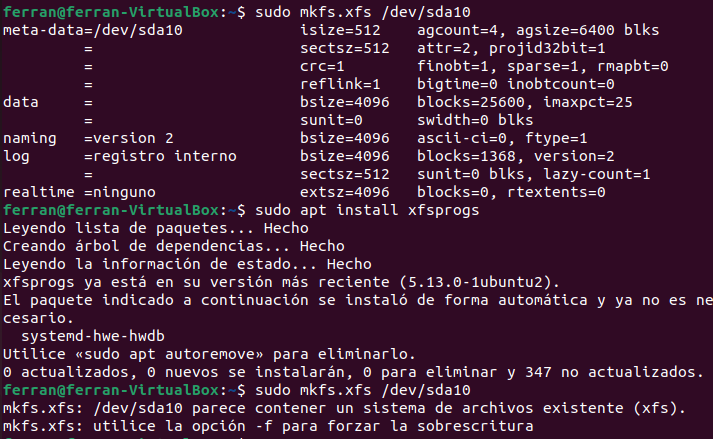 ferran@ferran-VirtualBox:~$ sudo mkfs.xfs /dev/sda10
meta-data=/dev/sda10             isize=512    agcount=4, agsize=6400 blks
         =                       sectsz=512   attr=2, projid32bit=1
         =                       crc=1        finobt=1, sparse=1, rmapbt=0
         =                       reflink=1    bigtime=0 inobtcount=0
data     =                       bsize=4096   blocks=25600, imaxpct=25
         =                       sunit=0      swidth=0 blks
naming   =version 2              bsize=4096   ascii-ci=0, ftype=1
log      =registro interno       bsize=4096   blocks=1368, version=2
         =                       sectsz=512   sunit=0 blks, lazy-count=1
realtime =ninguno                extsz=4096   blocks=0, rtextents=0
ferran@ferran-VirtualBox:~$ sudo apt install xfsprogs
Leyendo lista de paquetes... Hecho
Creando árbol de dependencias... Hecho
Leyendo la información de estado... Hecho
xfsprogs ya está en su versión más reciente (5.13.0-1ubuntu2).
El paquete indicado a continuación se instaló de forma automática y ya no es ne
cesario.
  systemd-hwe-hwdb
Utilice «sudo apt autoremove» para eliminarlo.
0 actualizados, 0 nuevos se instalarán, 0 para eliminar y 347 no actualizados.
ferran@ferran-VirtualBox:~$ sudo mkfs.xfs /dev/sda10
mkfs.xfs: /dev/sda10 parece contener un sistema de archivos existente (xfs).
mkfs.xfs: utilice la opción -f para forzar la sobrescritura